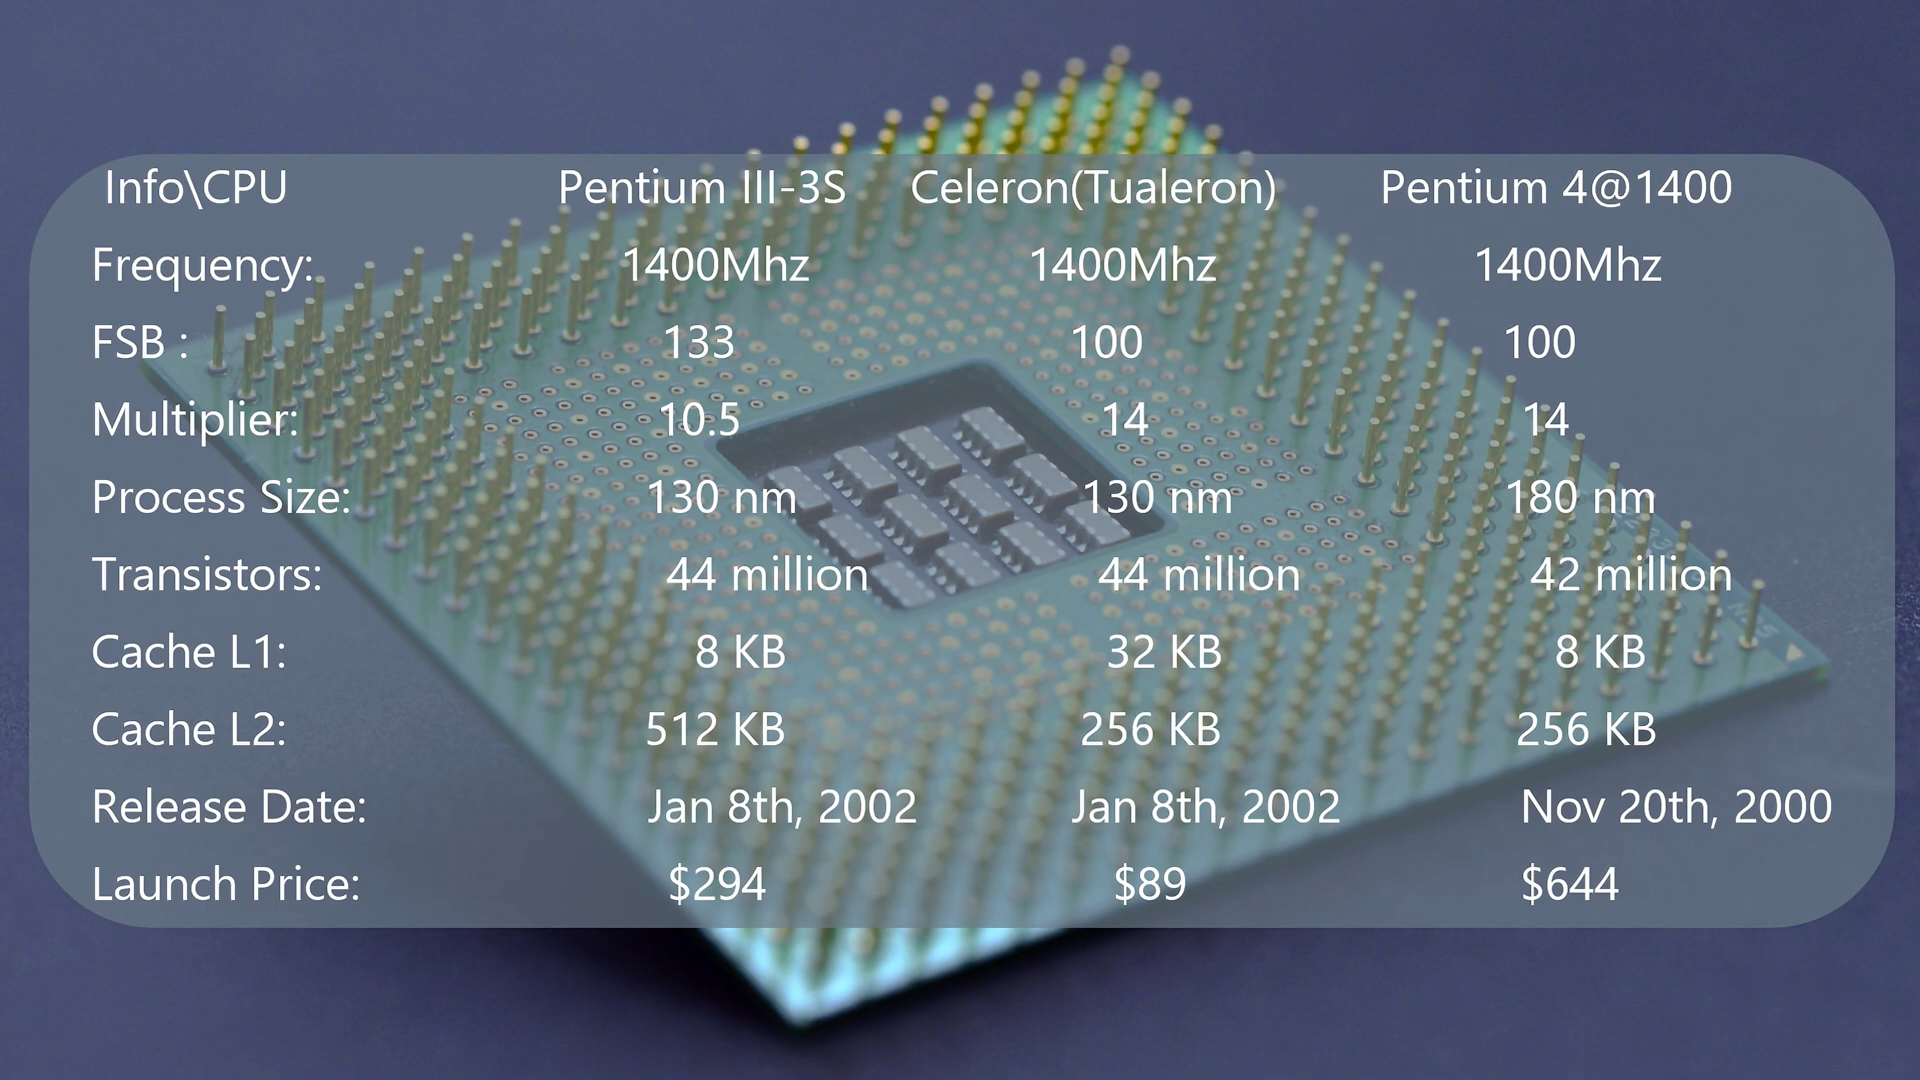 Info\CPU Pentium III-3S Celeron(Tualeron) Pentium 4@1400
Frequency: 1400Mhz 1400Mhz 1400Mhz
FSB : 133 100 100
Multiplier: 10.5 14 14
Process Size: 130 nm 130 nm 180 nm
Transistors: 44 million 44 million 42 million
Cache L1: 8 KB 32 KB 8 KB
Cache L2: 512 KB 256 KB 256 KB
Release Date: Jan 8th, 2002 Jan 8th, 2002 Nov 20th, 2000
Launch Price: $294 $89 $644